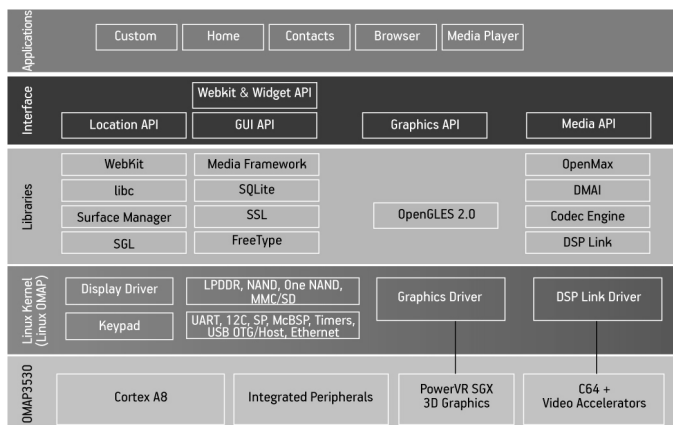 Applications
Custom
Home
Contacts
Browser
Media Player
Interface
Webkit & Widget API
Location API
GUI API
Graphics API
Media API
Libraries
WebKit
Media Framework
OpenMax
libc
SQLite
DMAI
Surface Manager
SSL
OpenGLES 2.0
Codec Engine
SGL
FreeType
DSP Link
Linux Kernel
(Linux OMAP)
Display Driver
LPDDR, NAND, One NAND,
MMC/SD
Graphics Driver
DSP Link Driver
Keypad
UART, 12C, SP, McBSP, Timers,
USB OTG/Host, Ethernet
OMAP3530
Cortex A8
Integrated Peripherals
PowerVR SGX
3D Graphics
C64 +
Video Accelerators